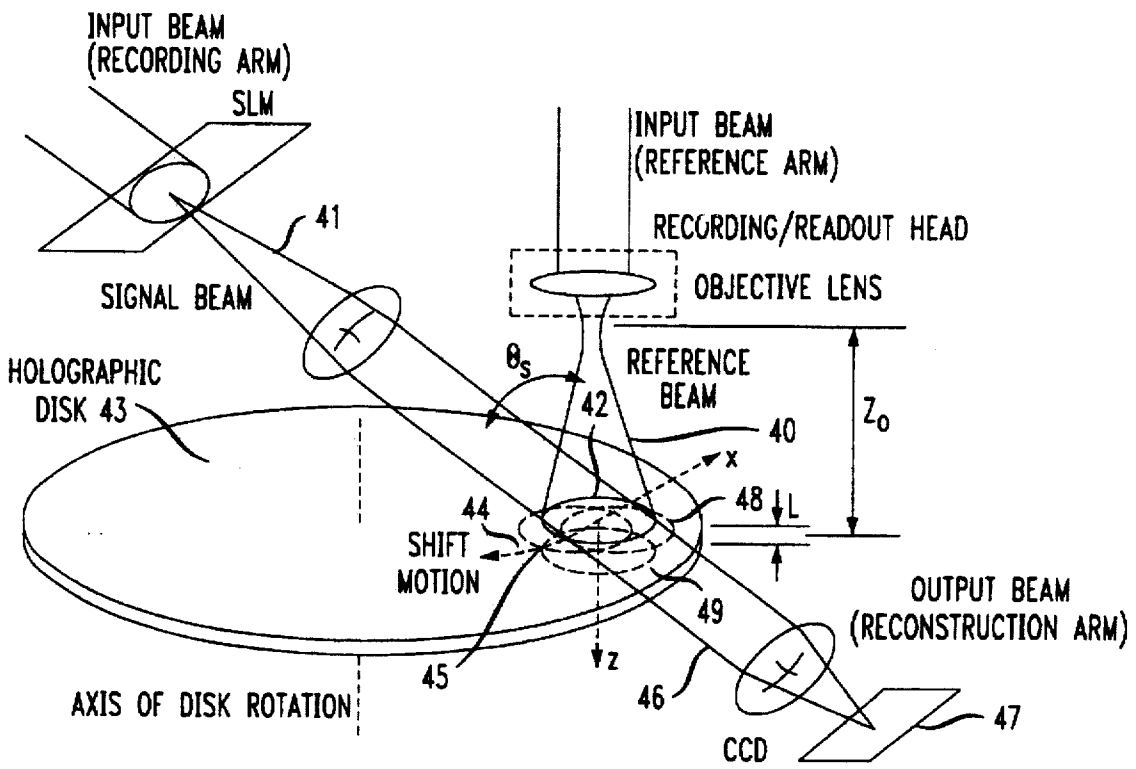 INPUT BEAM
(RECORDING ARM)
SLM
INPUT BEAM
(REFERENCE ARM)
41
RECORDING/READOUT HEAD
SIGNAL BEAM
OBJECTIVE LENS
HOLOGRAPHIC
DISK 43
θs
REFERENCE
BEAM
42
40
Z0
x
48
L
44
SHIFT
MOTION
49
OUTPUT BEAM
(RECONSTRUCTION ARM)
z
45
46
AXIS OF DISK ROTATION
47
CCD